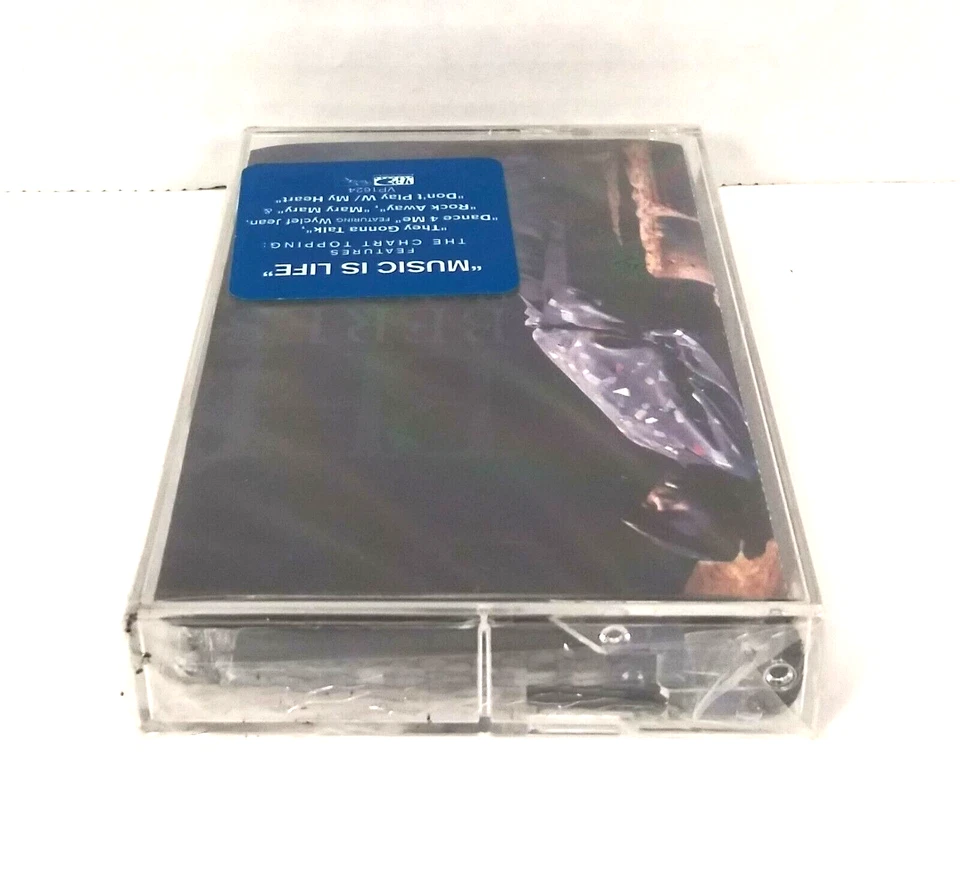 "MUSIC IS LIFE"
FEATURES
THE CHART TOPPING:
"They Gonna Talk",
"Dance 4 Me" FEATURING Wyclef Jean,
"Rock Away", "Mary Mary" &
"Don't Play W/ My Heart"
VP1624
VP